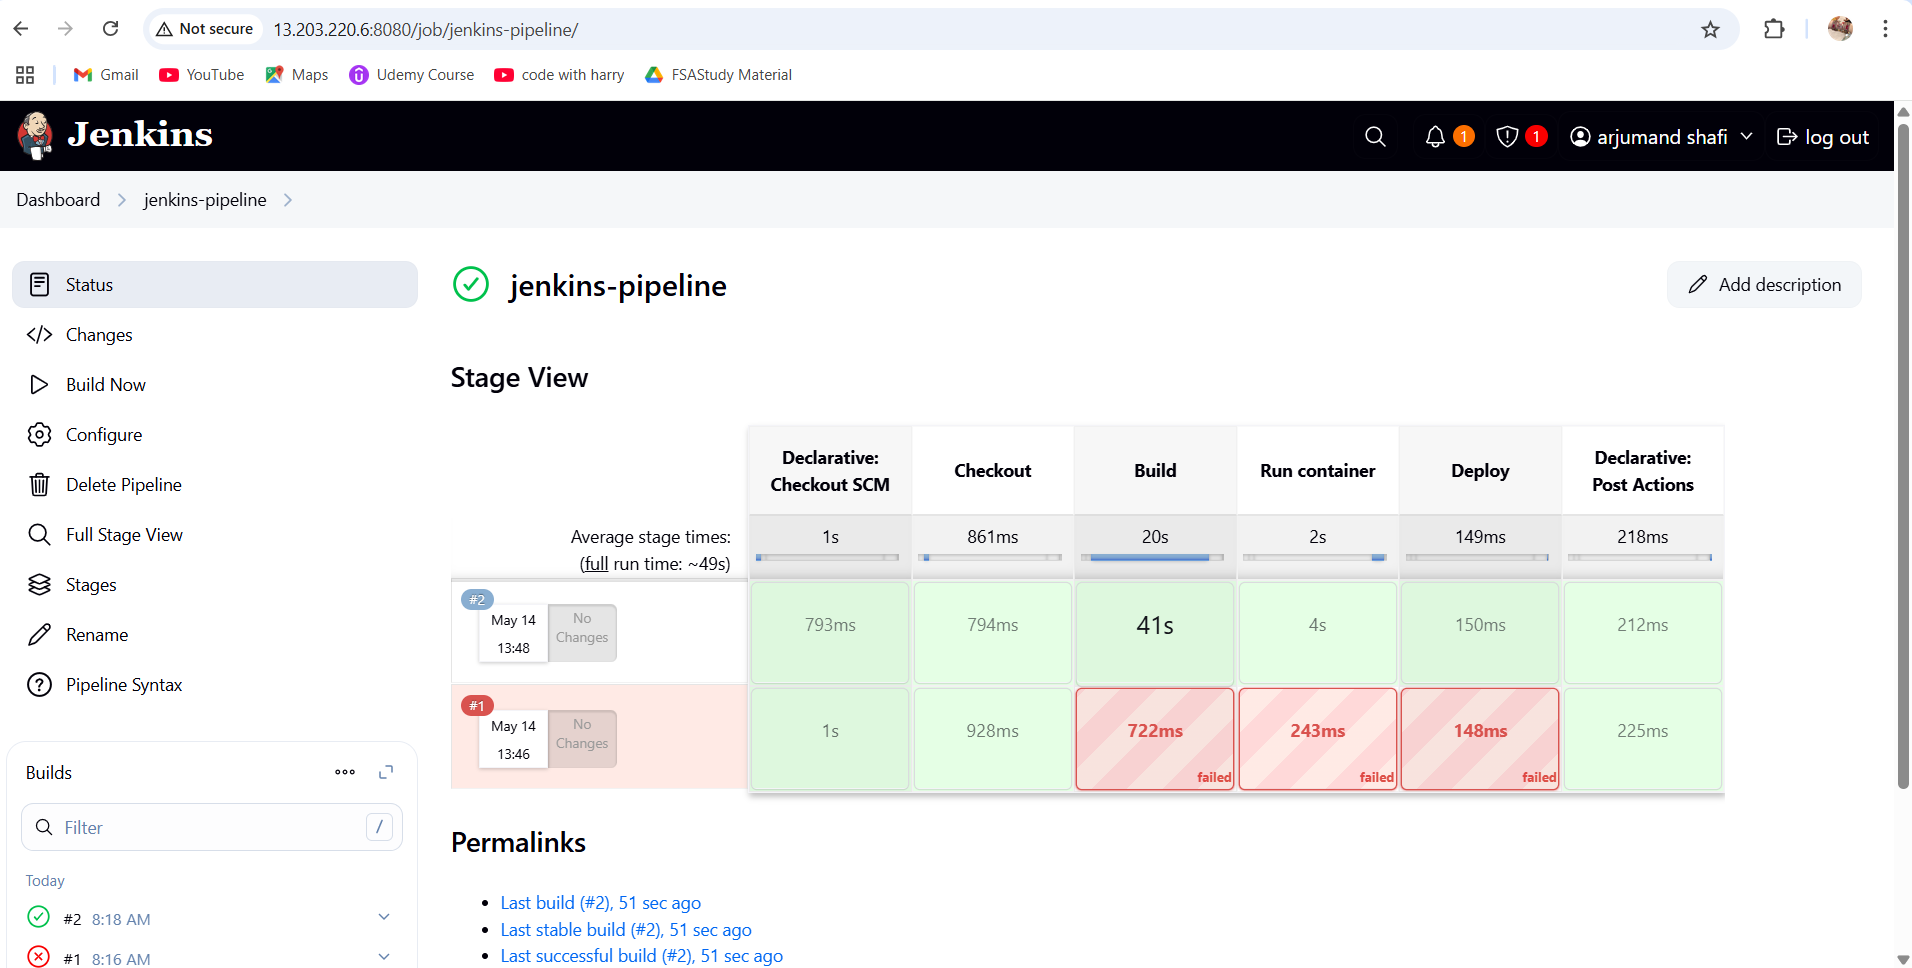 Not secure
13.203.220.6:8080/job/jenkins-pipeline/
Gmail
YouTube
Maps
Udemy Course
code with harry
FSAStudy Material
Jenkins
1
1
arjumand shafi
log out
Dashboard
jenkins-pipeline
Status
Changes
Build Now
Configure
Delete Pipeline
Full Stage View
Stages
Rename
Pipeline Syntax
Builds
Filter
/
Today
#2 8:18 AM
#1 8:16 AM
jenkins-pipeline
Add description
Stage View
Declarative:
Checkout SCM
Checkout
Build
Run container
Deploy
Declarative:
Post Actions
Average stage times:
(full run time: ~49s)
1s
861ms
20s
2s
149ms
218ms
#2
May 14
13:48
No
Changes
793ms
794ms
41s
4s
150ms
212ms
#1
May 14
13:46
No
Changes
1s
928ms
722ms
failed
243ms
failed
148ms
failed
225ms
Permalinks
Last build (#2), 51 sec ago
Last stable build (#2), 51 sec ago
Last successful build (#2), 51 sec ago